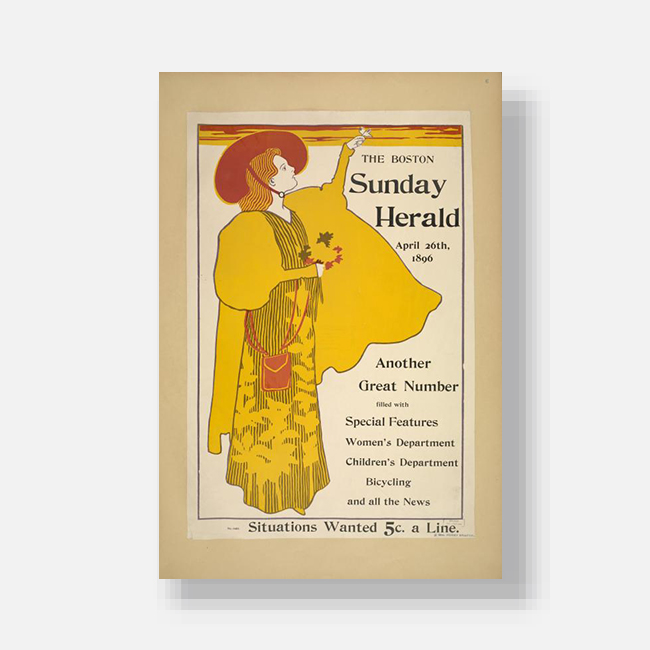 THE BOSTON
Sunday
Herald
April 26th,
1896
Another
Great Number
filled with
Special Features
Women's Department
Children's Department
Bicycling
and all the News
Situations Wanted 5c. a Line.